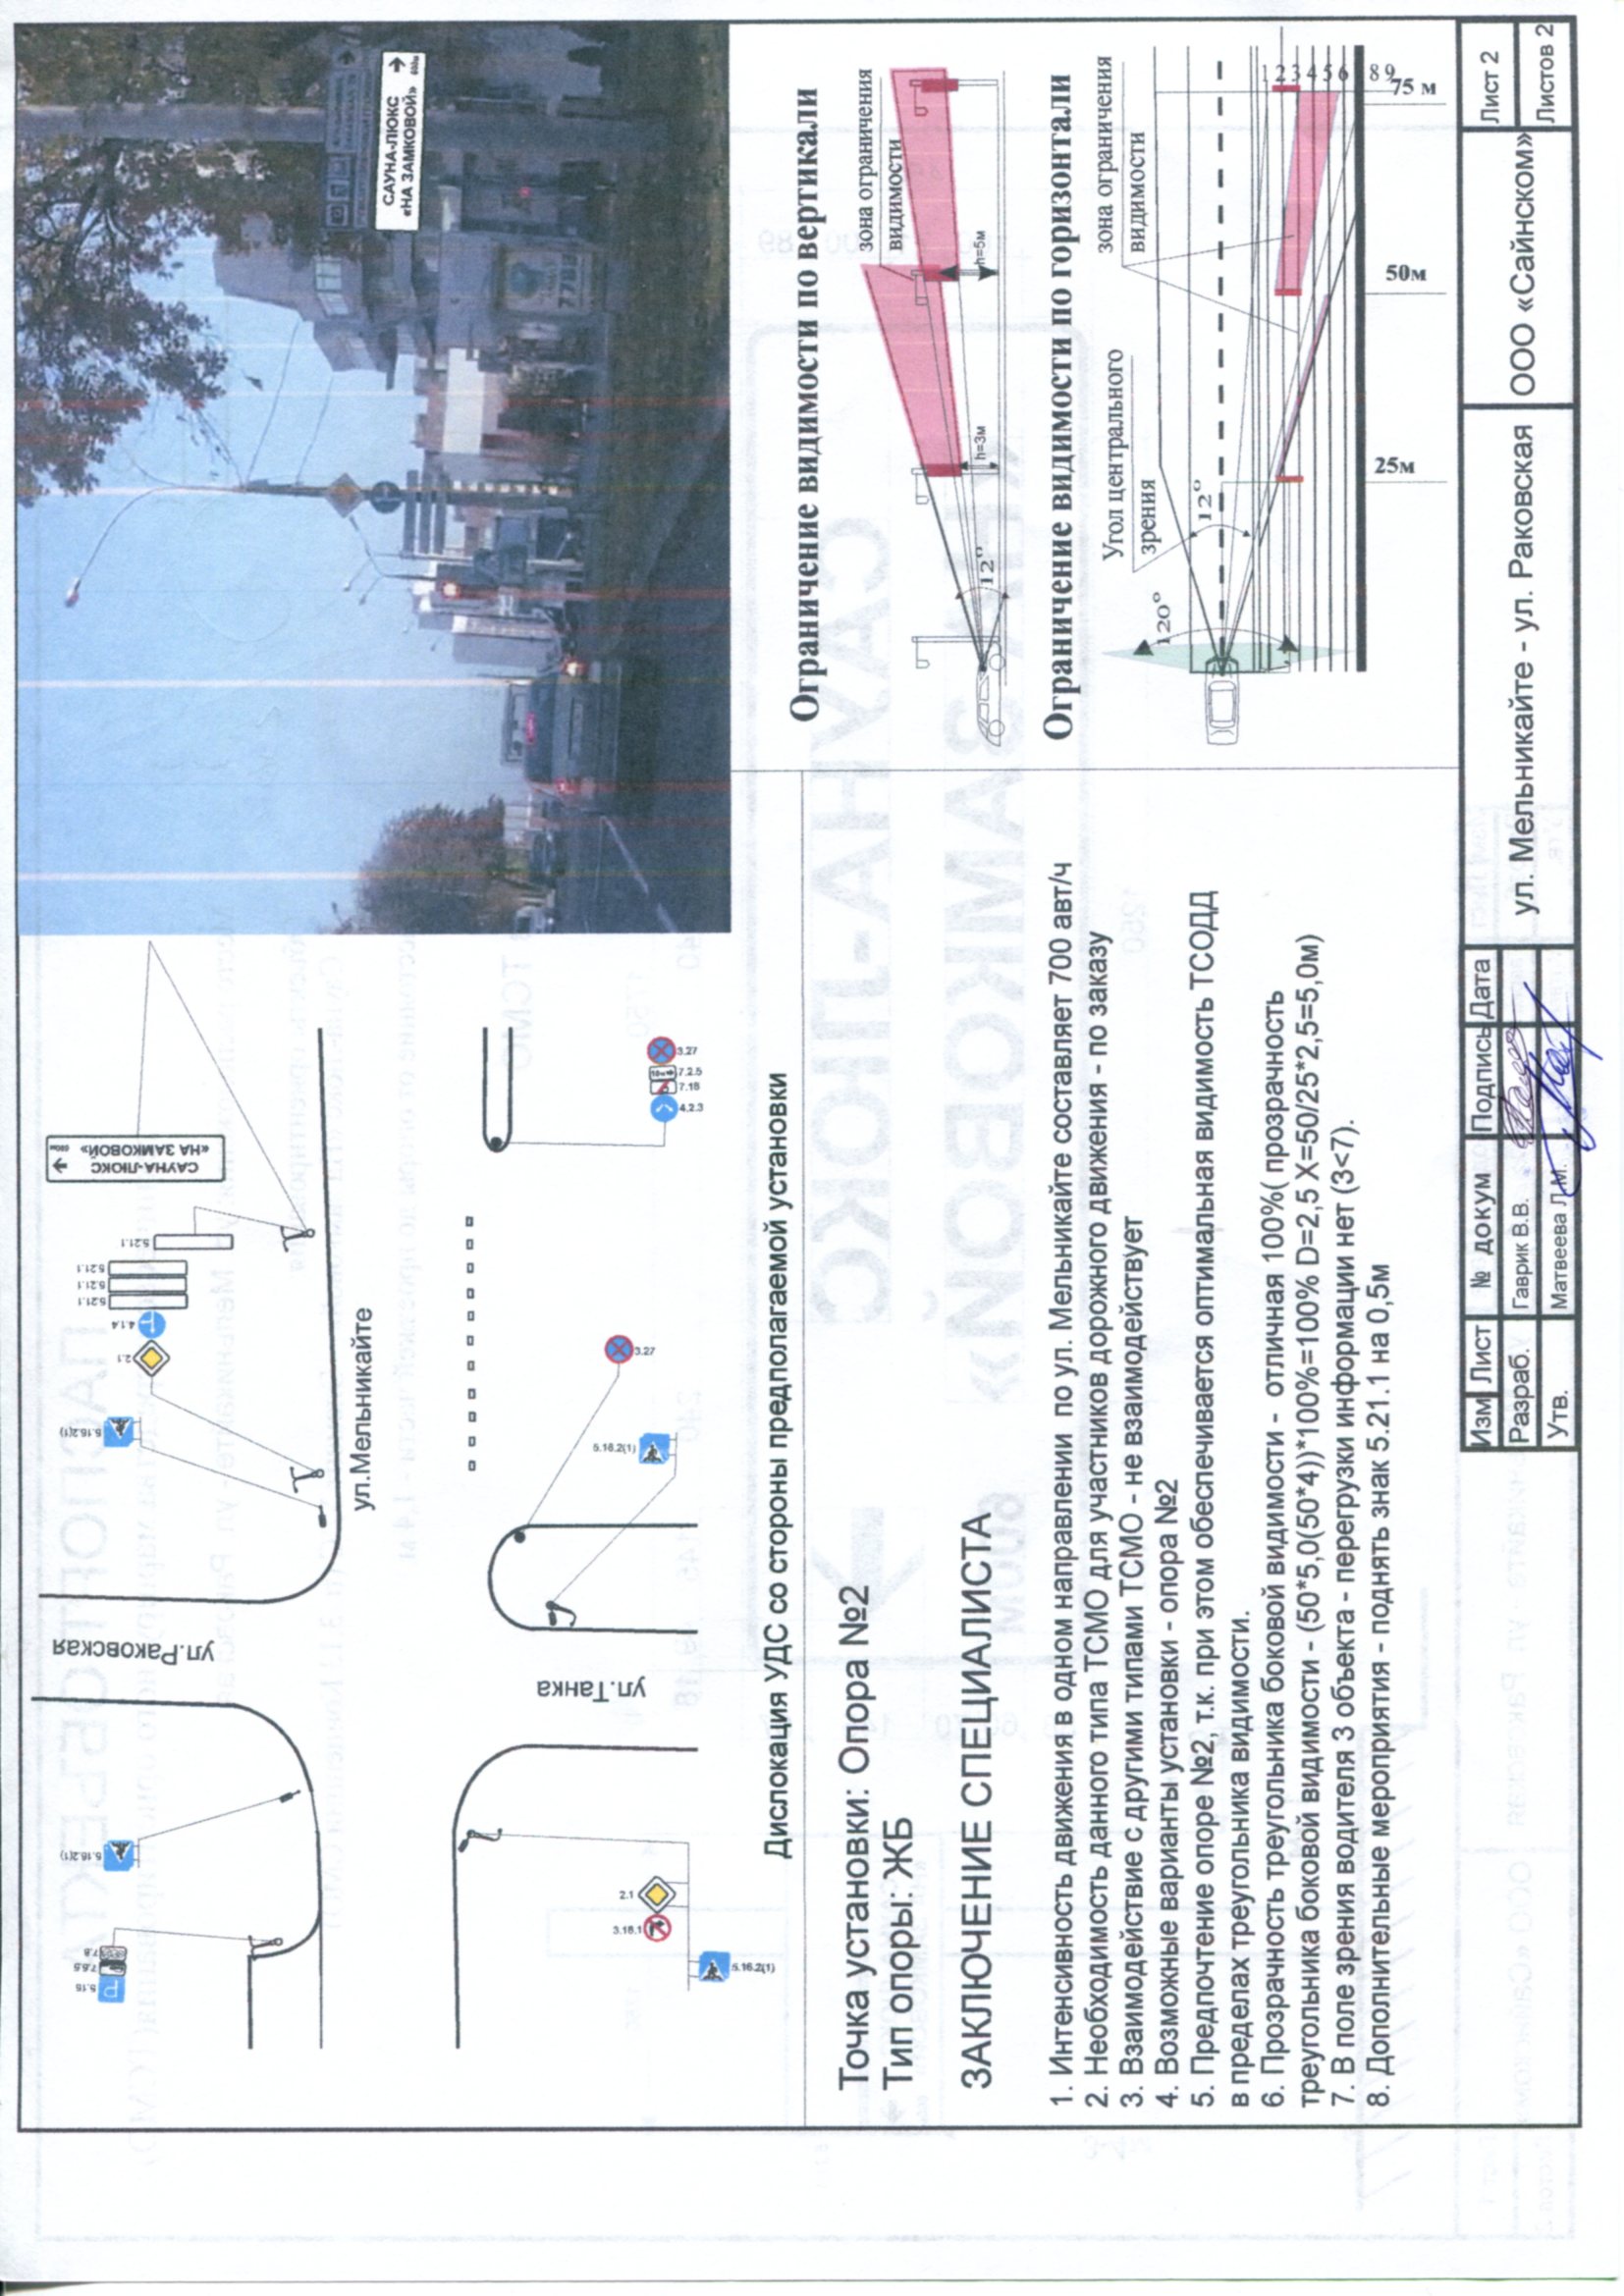 5.15
7.6.5
7.8
5.16.2(1)
ул.Раковская
5.16.2(1)
2.1
4.1.4
5.21.1
5.21.1
5.21.1
5.21.1
САУНА-ЛЮКС
«НА ЗАМКОВОЙ»
600м
ул.Мельникайте
3.27
7.2.5
7.18
4.2.3
3.27
5.16.2(1)
ул.Танка
2.1
3.18.1
5.16.2(1)
Дислокация УДС со стороны предполагаемой установки
САУНА-ЛЮКС
«НА ЗАМКОВОЙ»
600м
Точка установки: Опора №2
Тип опоры: ЖБ
ЗАКЛЮЧЕНИЕ СПЕЦИАЛИСТА
1. Интенсивность движения в одном направлении по ул. Мельникайте составляет 700 авт/ч
2. Необходимость данного типа ТСМО для участников дорожного движения - по заказу
3. Взаимодействие с другими типами ТСМО - не взаимодействует
4. Возможные варианты установки - опора №2
5. Предпочтение опоре №2, т.к. при этом обеспечивается оптимальная видимость ТСОДД
в пределах треугольника видимости.
6. Прозрачность треугольника боковой видимости - отличная 100%( прозрачность
треугольника боковой видимости - (50*5,0(50*4))*100%=100% D=2,5 X=50/25*2,5=5,0м)
7. В поле зрения водителя 3 объекта - перегрузки информации нет (3<7).
8. Дополнительные мероприятия - поднять знак 5.21.1 на 0,5м
Ограничение видимости по вертикали
зона ограничения
видимости
12°
h=3м
h=5м
Ограничение видимости по горизонтали
Угол центрального
зрения
зона ограничения
видимости
120°
12°
1 2 3 4 5 6 8 9
25м
50м
75 м
Изм Лист № докум Подпись Дата
Разраб. Гаврик В.В.
Утв. Матвеева Л.М.
ул. Мельникайте - ул. Раковская
ООО «Сайнском»
Лист 2
Листов 2